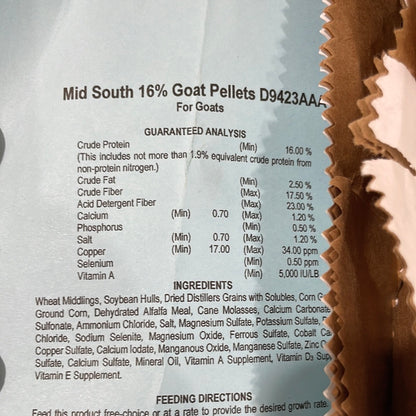 Mid South 16% Goat Pellets D9423AAA
For Goats
GUARANTEED ANALYSIS
Crude Protein (Min) 16.00 %
(This includes not more than 1.9% equivalent crude protein from
non-protein nitrogen.)
Crude Fat (Min) 2.50 %
Crude Fiber (Max) 17.50 %
Acid Detergent Fiber (Max) 23.00 %
Calcium (Min) 0.70 (Max) 1.20 %
Phosphorus (Min) 0.50 %
Salt (Min) 0.70 (Max) 1.20 %
Copper (Min) 17.00 (Max) 34.00 ppm
Selenium (Min) 0.50 ppm
Vitamin A (Min) 5,000 IU/LB
INGREDIENTS
Wheat Middlings, Soybean Hulls, Dried Distillers Grains with Solubles, Corn
Ground Corn, Dehydrated Alfalfa Meal, Cane Molasses, Calcium Carbonate
Sulfonate, Ammonium Chloride, Salt, Magnesium Sulfate, Potassium Sulfate,
Chloride, Sodium Selenite, Magnesium Oxide, Ferrous Sulfate, Cobalt
Copper Sulfate, Calcium Iodate, Manganous Oxide, Manganese Sulfate, Zinc
Zinc Sulfate, Calcium Sulfate, Mineral Oil, Vitamin A Supplement, Vitamin D3
Vitamin E Supplement.
FEEDING DIRECTIONS
Feed this product free-choice or at a rate to provide the desired growth rate.